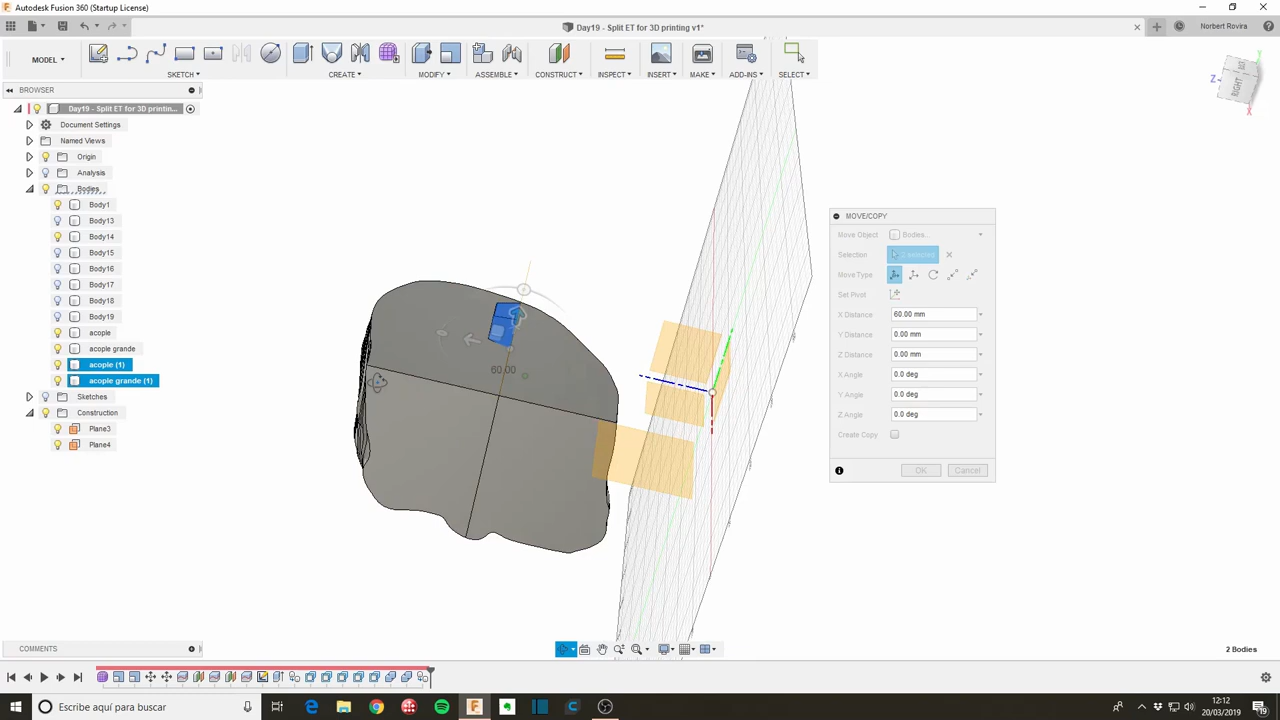 Autodesk Fusion 360 (Startup License)
Day19 - Split ET for 3D printing v1*
Norbert Rovira
MODEL
SKETCH
CREATE
MODIFY
ASSEMBLE
CONSTRUCT
INSPECT
INSERT
MAKE
ADD-INS
SELECT
BROWSER
Day19 - Split ET for 3D printin...
Document Settings
Named Views
Origin
Analysis
Bodies
Body1
Body13
Body14
Body15
Body16
Body17
Body18
Body19
acople
acople grande
acople (1)
acople grande (1)
Sketches
Construction
Plane3
Plane4
60.00
Z
RIGHT
X
Y
MOVE/COPY
Move Object
Bodies...
Selection
2 selected
Move Type
Set Pivot
X Distance
60.00 mm
Y Distance
0.00 mm
Z Distance
0.00 mm
X Angle
0.0 deg
Y Angle
0.0 deg
Z Angle
0.0 deg
Create Copy
OK
Cancel
COMMENTS
2 Bodies
Escribe aquí para buscar
12:12
20/03/2019